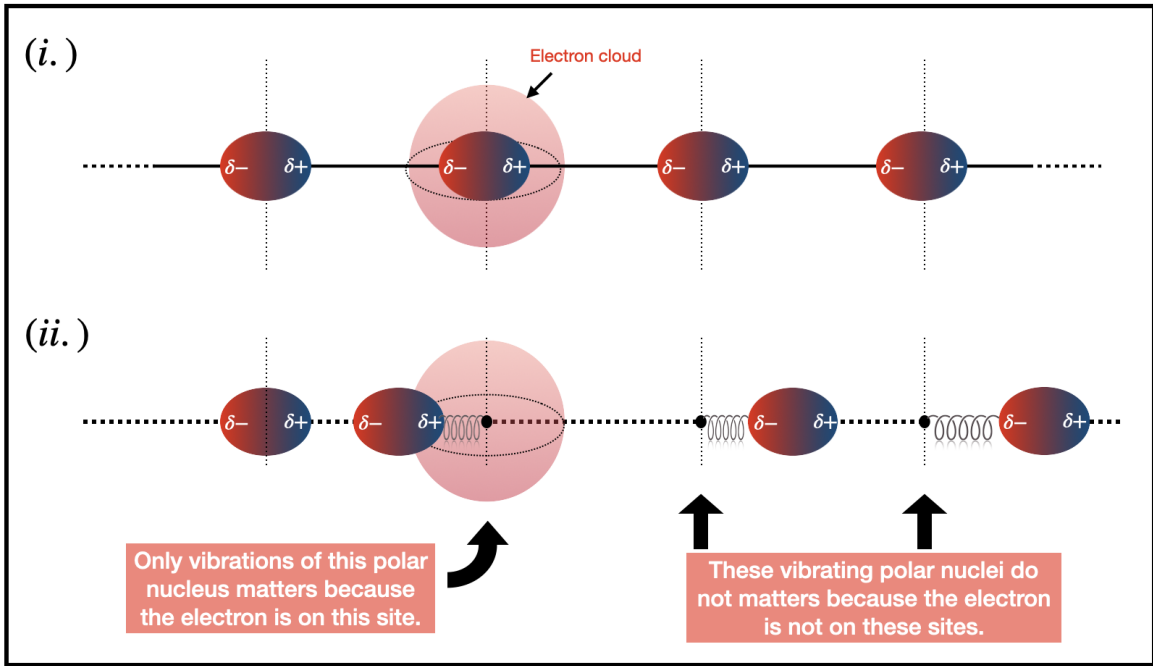 (i.)
Electron cloud
δ− δ+ δ− δ+ δ− δ+ δ− δ+
(ii.)
δ− δ+ δ− δ+ δ− δ+ δ− δ+
Only vibrations of this polar
nucleus matters because
the electron is on this site.
These vibrating polar nuclei do
not matters because the electron
is not on these sites.